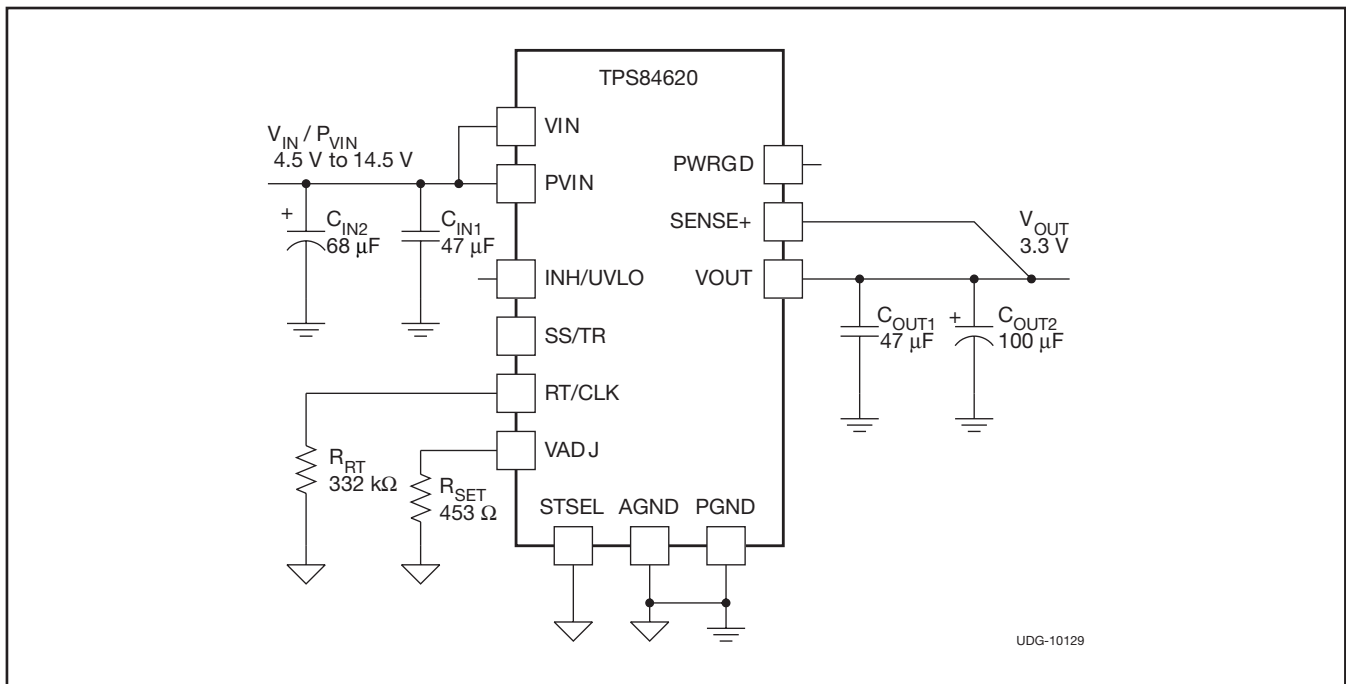 TPS84620
VIN
V_IN / P_VIN
4.5 V to 14.5 V
PWRGD
PVIN
SENSE+
+
C_IN2
68 µF
C_IN1
47 µF
V_OUT
3.3 V
INH/UVLO
VOUT
SS/TR
C_OUT1
47 µF
+
C_OUT2
100 µF
RT/CLK
VADJ
R_RT
332 kΩ
R_SET
453 Ω
STSEL
AGND
PGND
UDG-10129